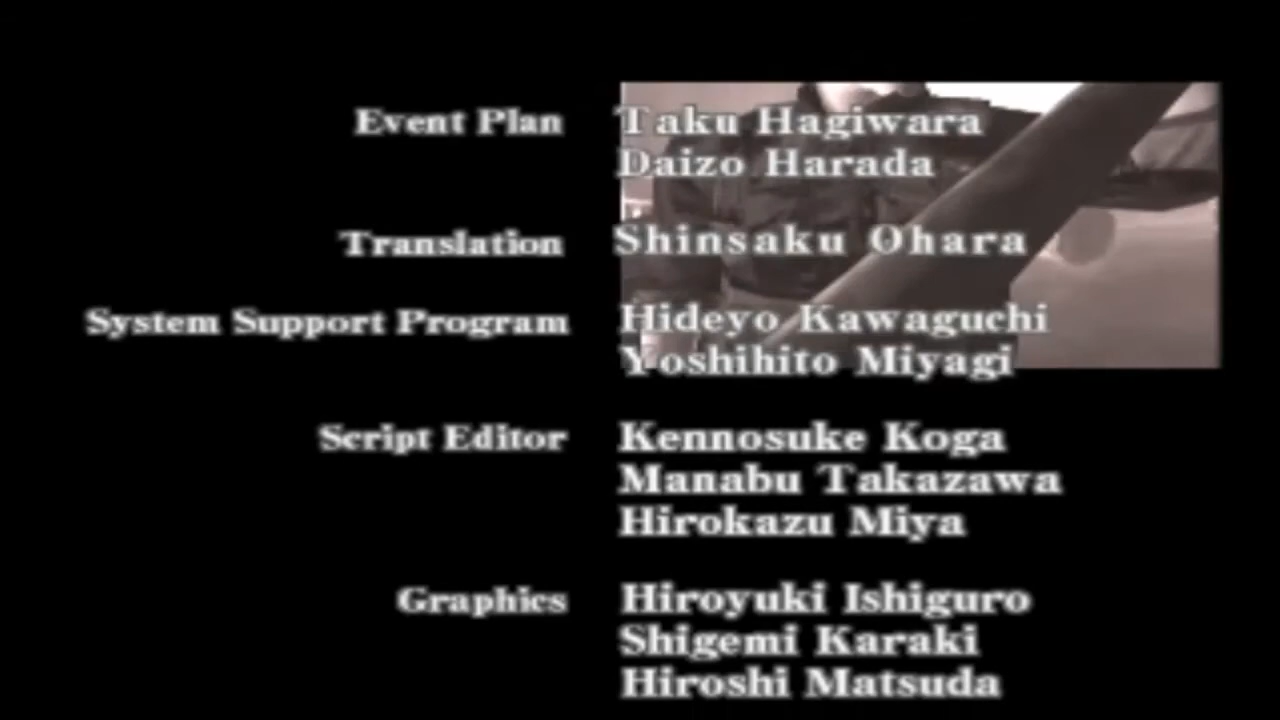 Event Plan Taku Hagiwara
Daizo Harada
Translation Shinsaku Ohara
System Support Program Hideyo Kawaguchi
Yoshihito Miyagi
Script Editor Kennosuke Koga
Manabu Takazawa
Hirokazu Miya
Graphics Hiroyuki Ishiguro
Shigemi Karaki
Hiroshi Matsuda